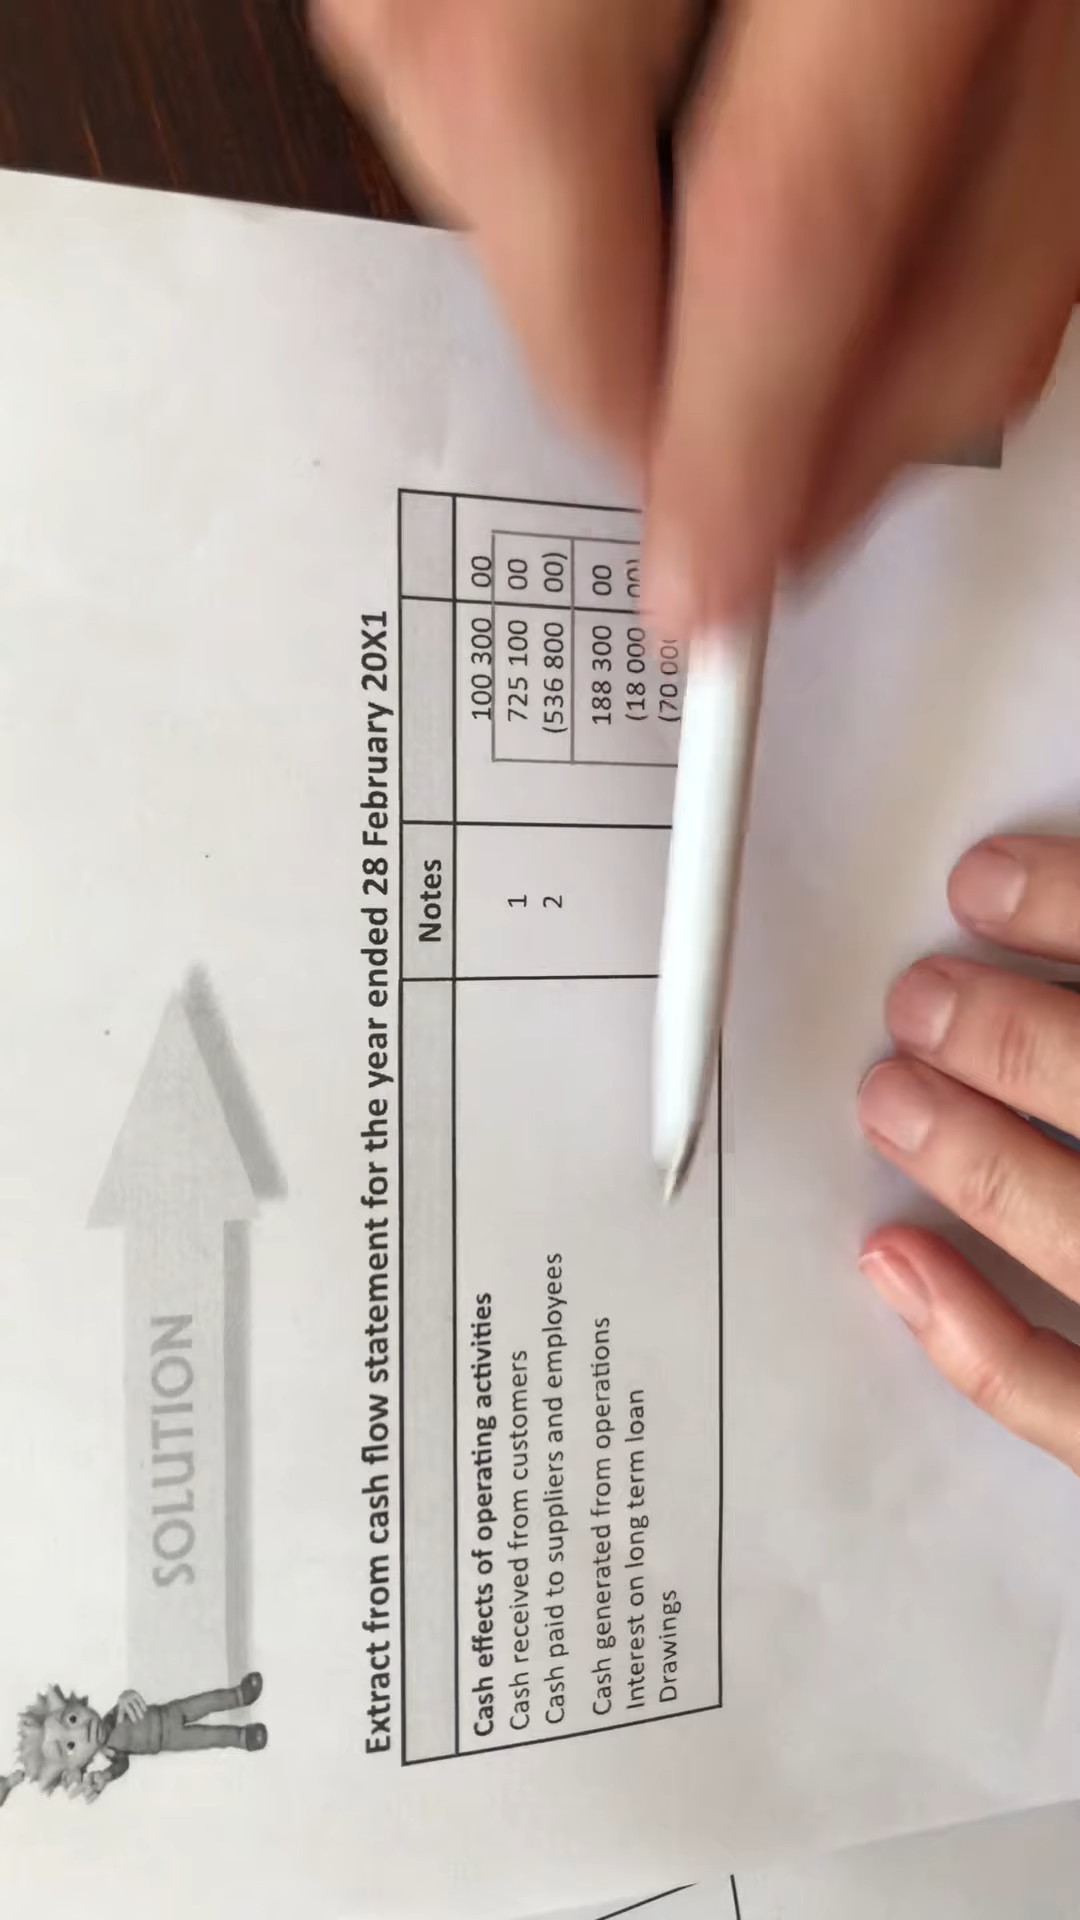 SOLUTION
Extract from cash flow statement for the year ended 28 February 20X1
Notes
Cash effects of operating activities 100 300 00
Cash received from customers 1 725 100 00
Cash paid to suppliers and employees 2 (536 800 00)
Cash generated from operations 188 300 00
Interest on long term loan (18 000 00)
Drawings (70